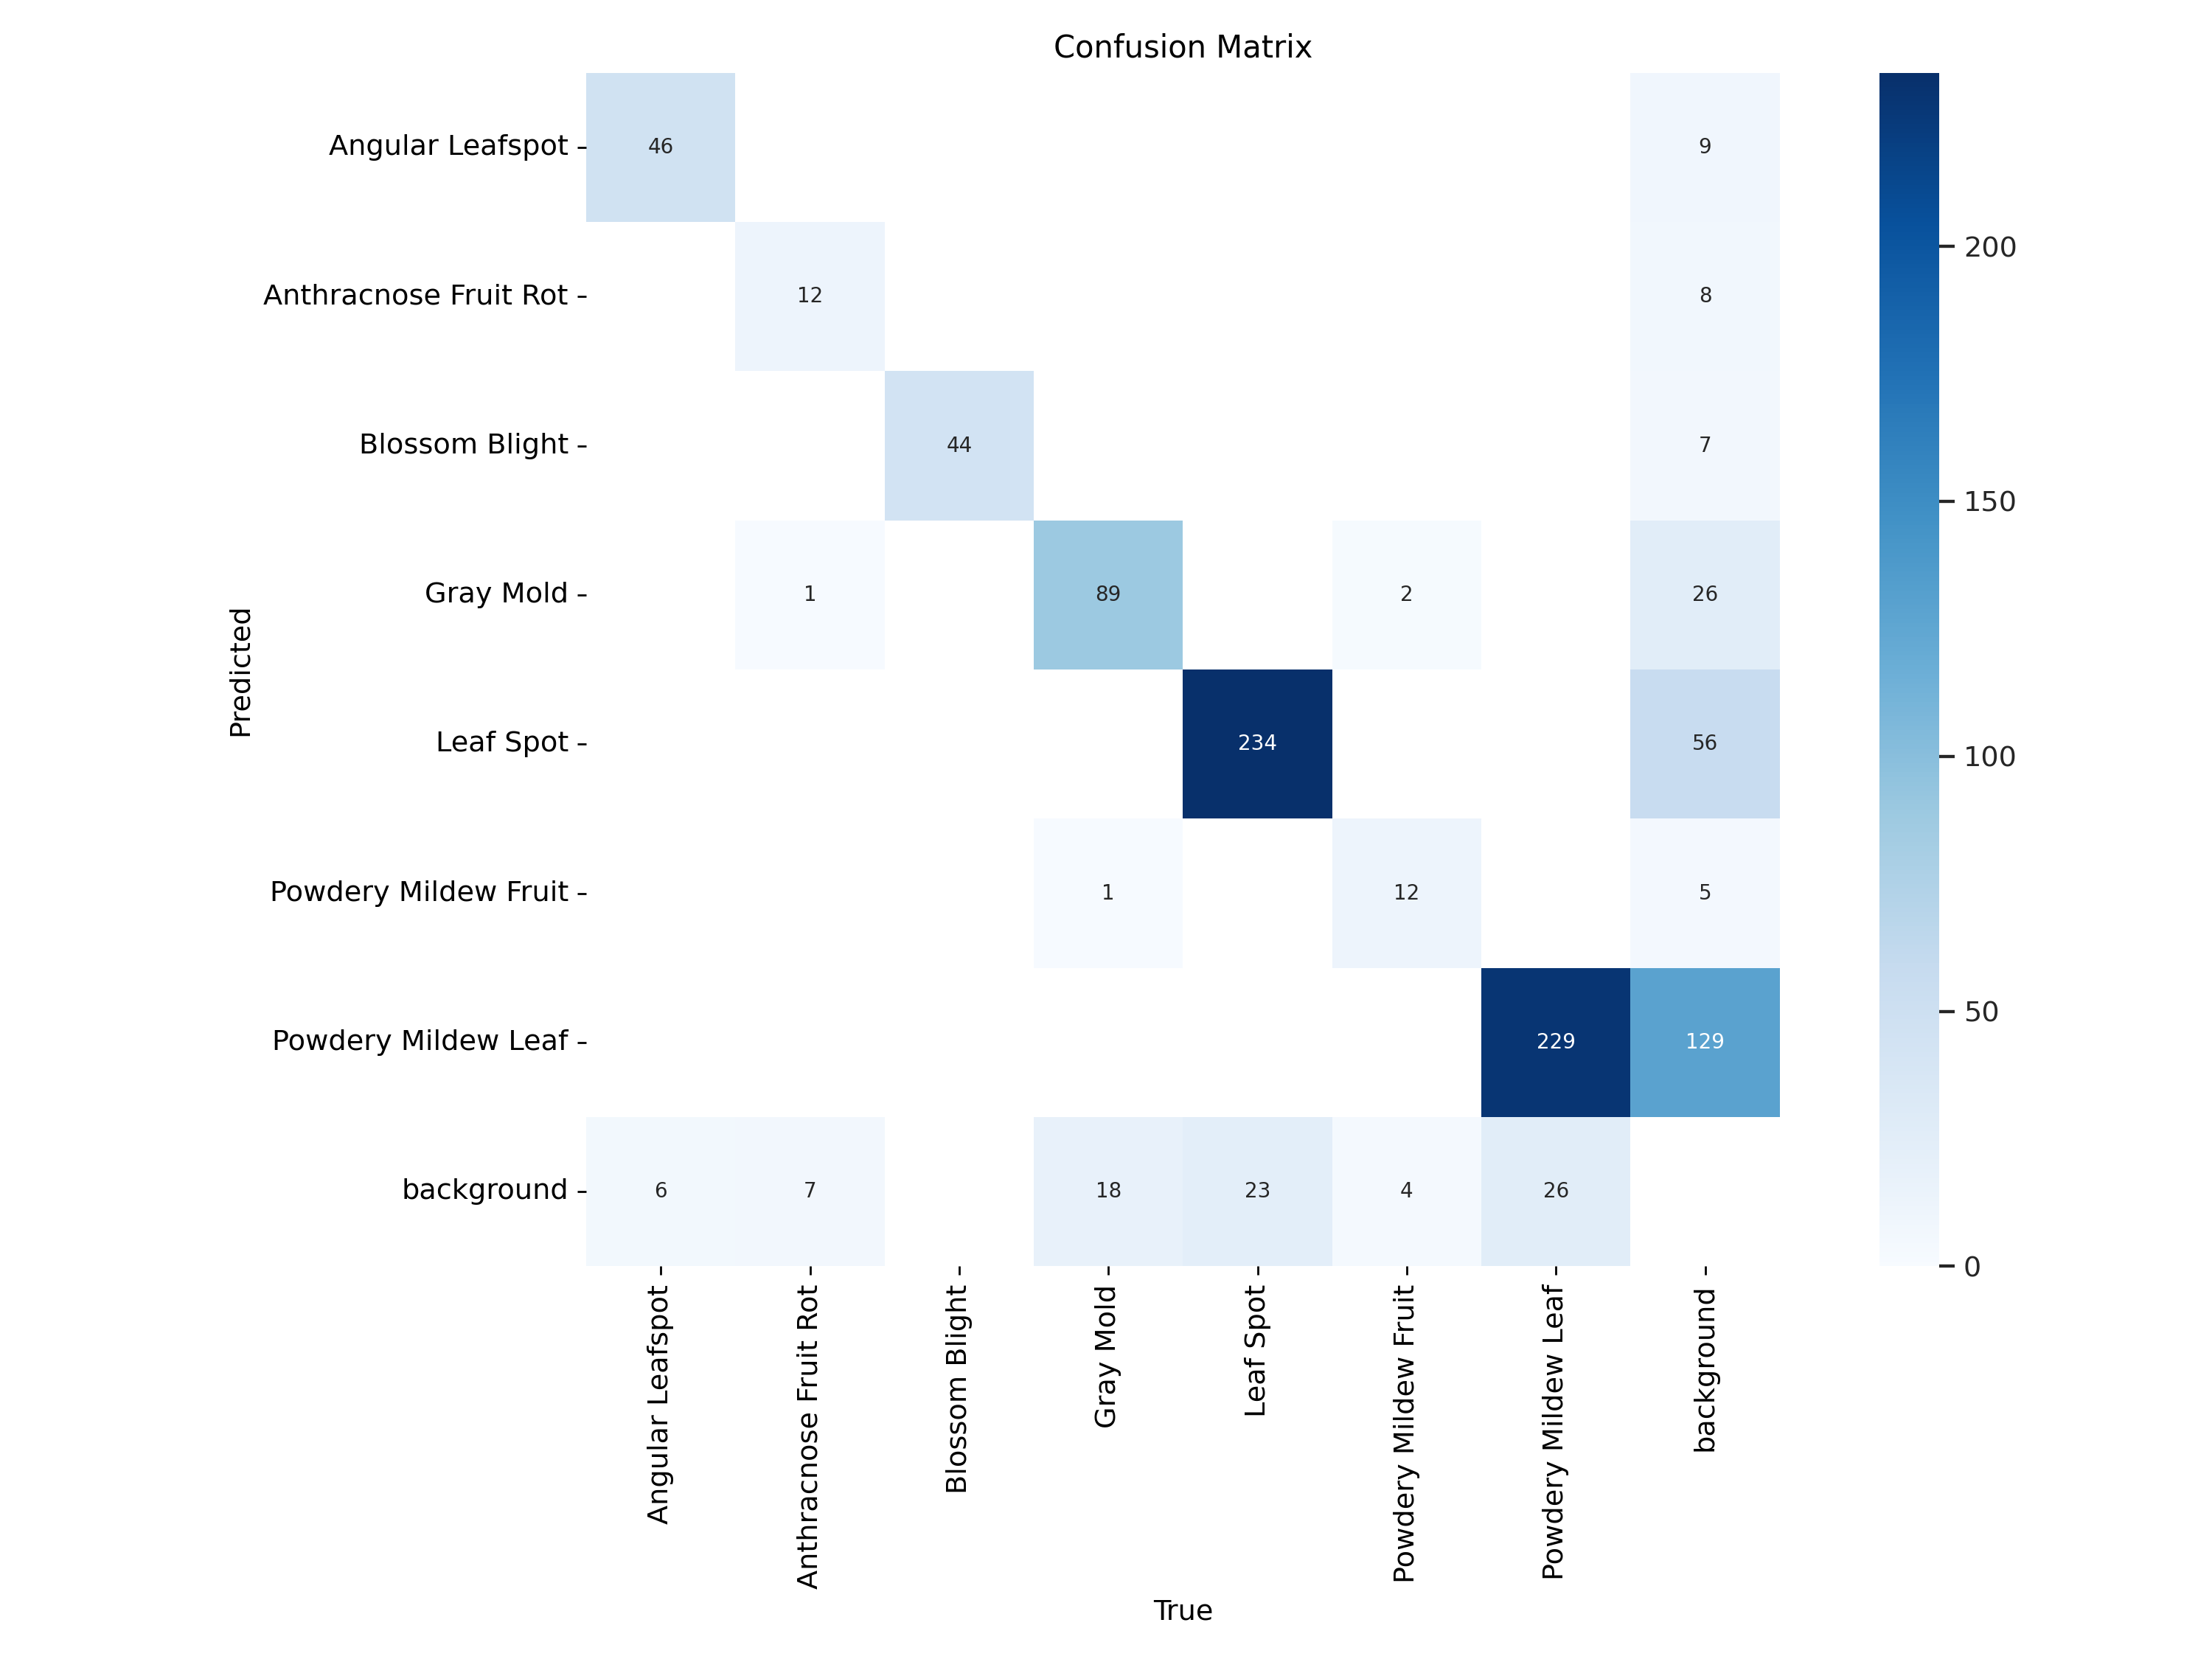 Confusion Matrix
Angular Leafspot 46 9
200
Anthracnose Fruit Rot 12 8
Blossom Blight 44 7
150
Gray Mold 1 89 2 26
Predicted
Leaf Spot 234 56
100
Powdery Mildew Fruit 1 12 5
50
Powdery Mildew Leaf 229 129
background 6 7 18 23 4 26
0
Angular Leafspot
Anthracnose Fruit Rot
Blossom Blight
Gray Mold
Leaf Spot
Powdery Mildew Fruit
Powdery Mildew Leaf
background
True